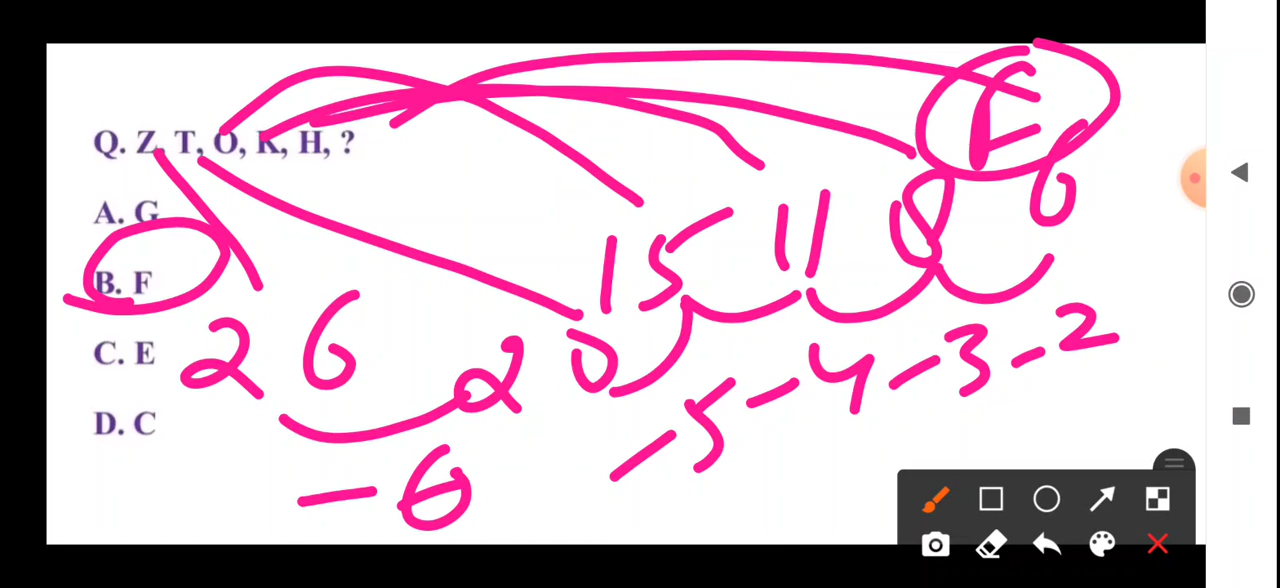 Q. Z, T, O, K, H, ?
A. G
B. F
C. E
D. C
F
26 20 15 11 8 6
-6 -5 -4 -3 -2